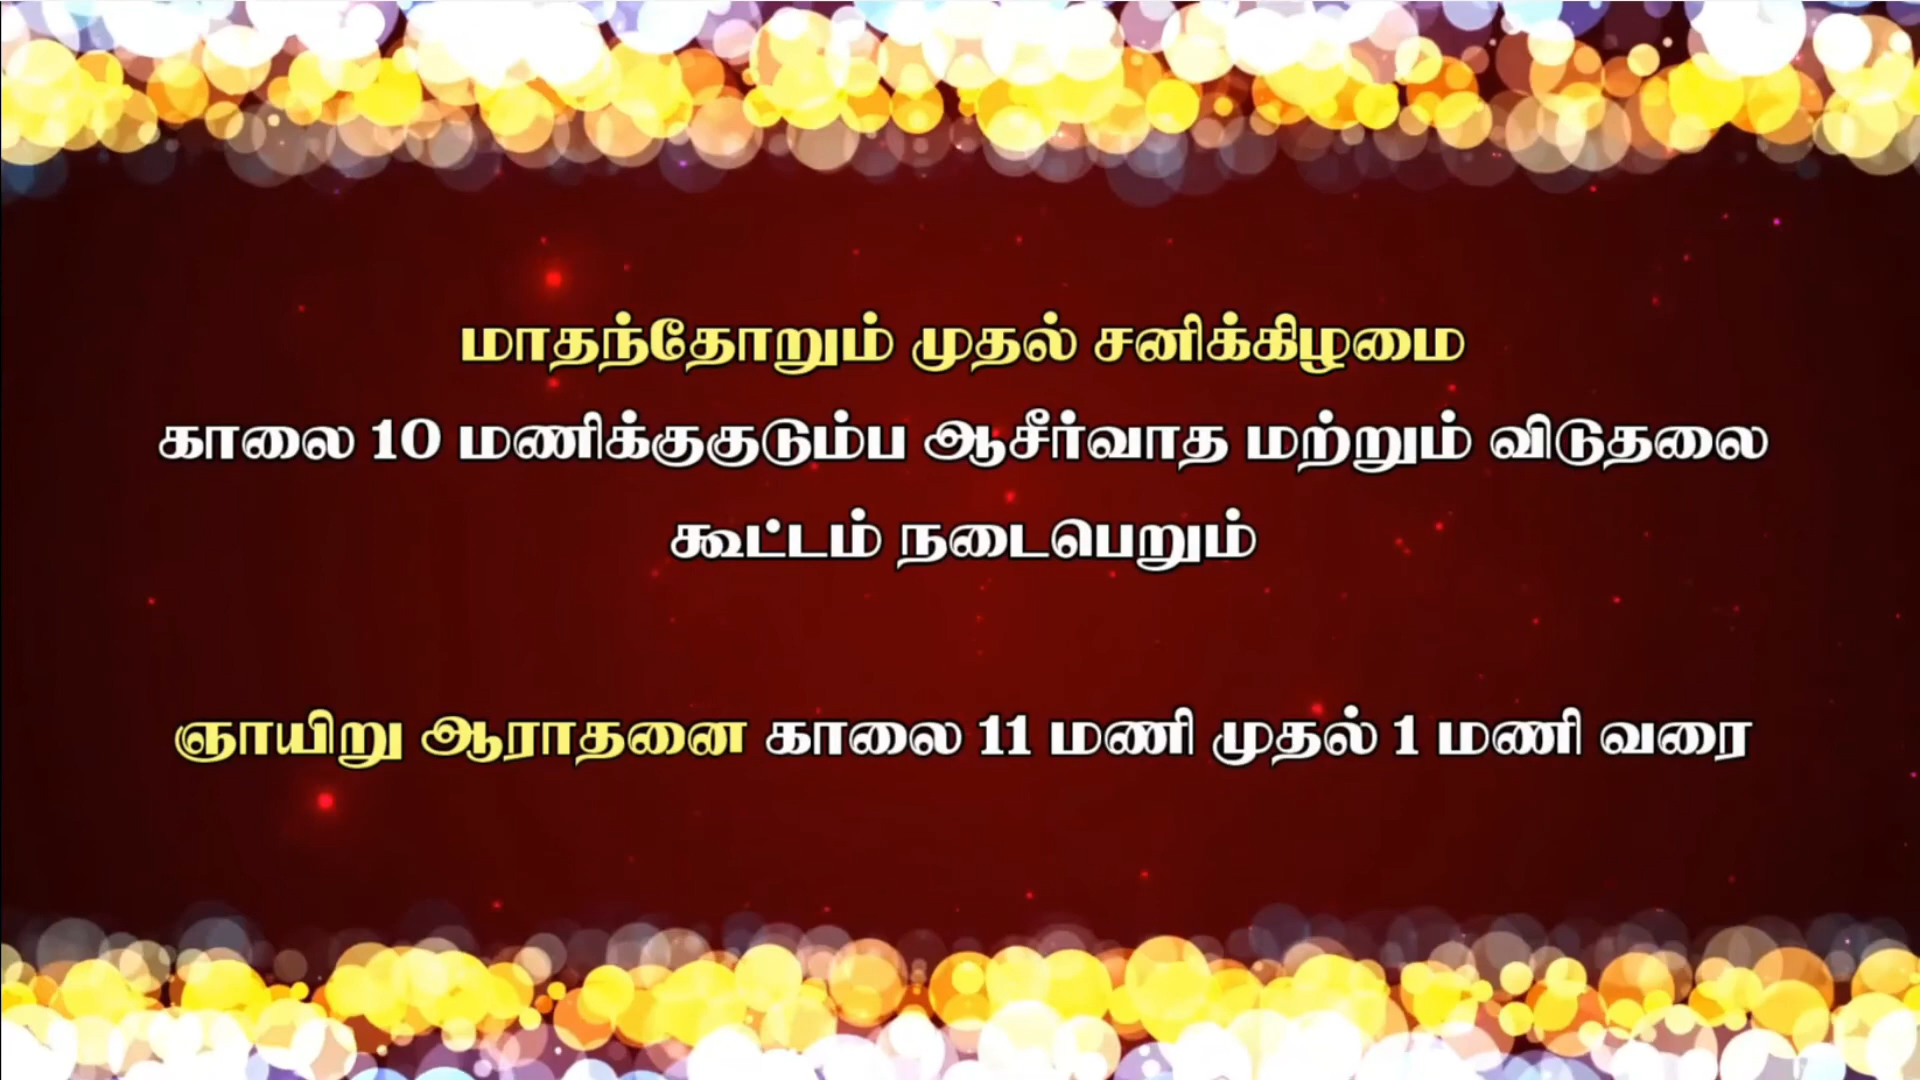 மாதந்தோறும் முதல் சனிக்கிழமை
காலை 10 மணிக்குகுடும்ப ஆசீர்வாத மற்றும் விடுதலை
கூட்டம் நடைபெறும்
ஞாயிறு ஆராதனை காலை 11 மணி முதல் 1 மணி வரை